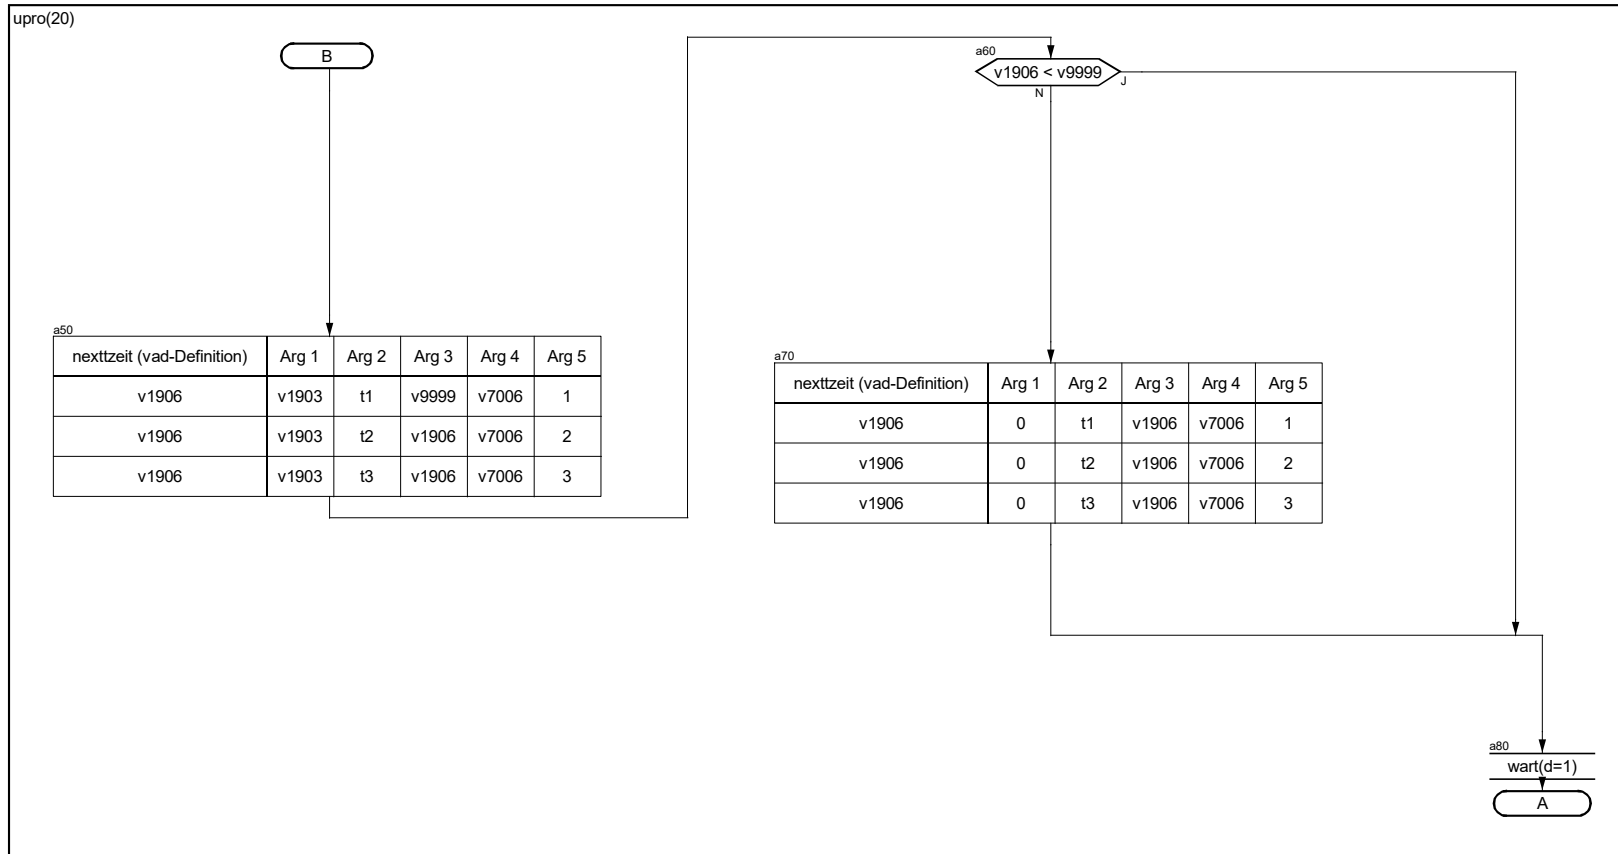 upro(20)
B
a50
nexttzeit (vad-Definition) Arg 1 Arg 2 Arg 3 Arg 4 Arg 5
v1906 v1903 t1 v9999 v7006 1
v1906 v1903 t2 v1906 v7006 2
v1906 v1903 t3 v1906 v7006 3
a60
v1906 < v9999
J
N
a70
nexttzeit (vad-Definition) Arg 1 Arg 2 Arg 3 Arg 4 Arg 5
v1906 0 t1 v1906 v7006 1
v1906 0 t2 v1906 v7006 2
v1906 0 t3 v1906 v7006 3
a80
wart(d=1)
A